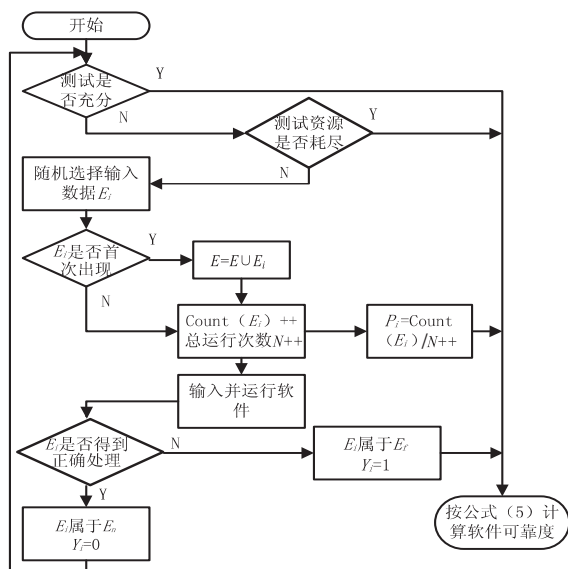 开始
测试是
否充分
Y
N
测试资源
是否耗尽
Y
N
随机选择输入
数据Ei
Ei是否首
次出现
Y
N
E=E∪Ei
Count（Ei）++
总运行次数N++
Pi=Count
（Ei）/N++
输入并运行软
件
Ei是否得到
正确处理
N
Y
Ei属于Ef
Yi=1
Ei属于En
Yi=0
按公式（5）计
算软件可靠度